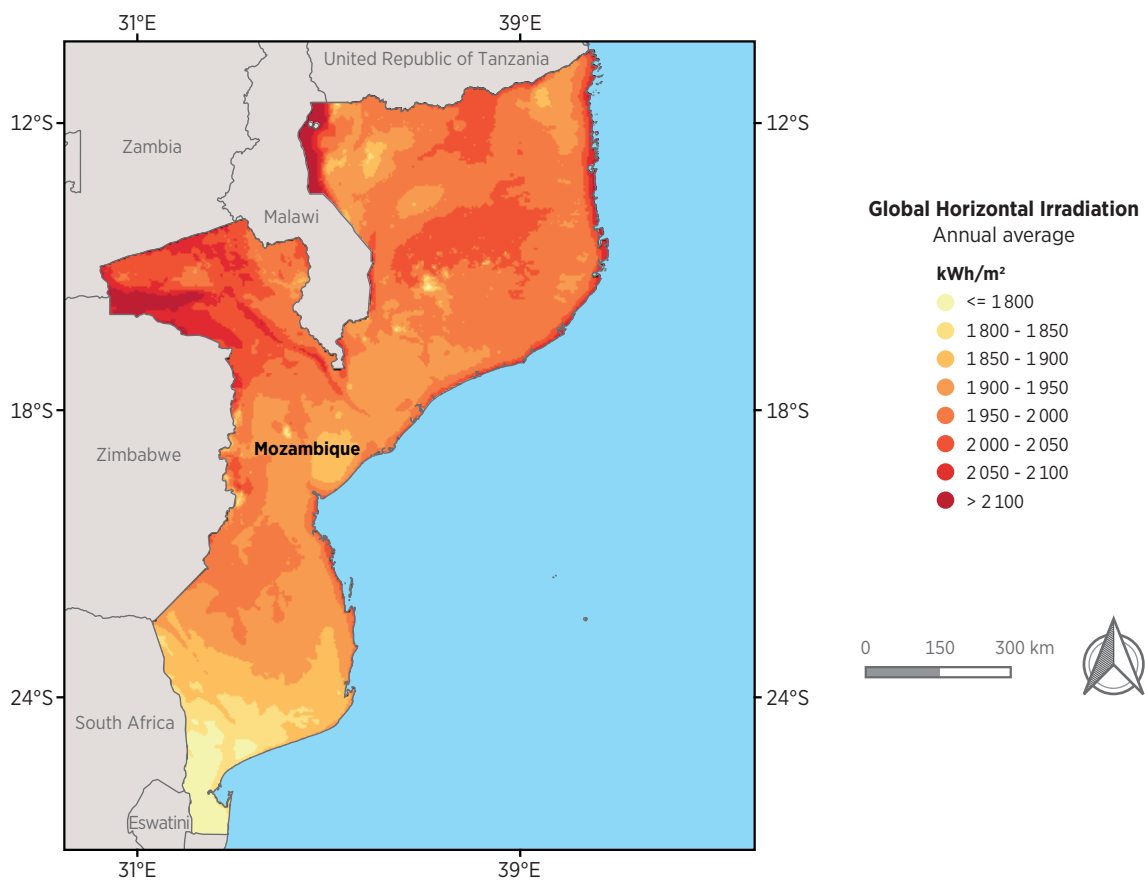 31°E
39°E
United Republic of Tanzania
12°S
12°S
Zambia
Malawi
18°S
18°S
Mozambique
Zimbabwe
24°S
24°S
South Africa
Eswatini
31°E
39°E
Global Horizontal Irradiation
Annual average
kWh/m²
<= 1 800
1 800 - 1 850
1 850 - 1 900
1 900 - 1 950
1 950 - 2 000
2 000 - 2 050
2 050 - 2 100
> 2 100
0 150 300 km